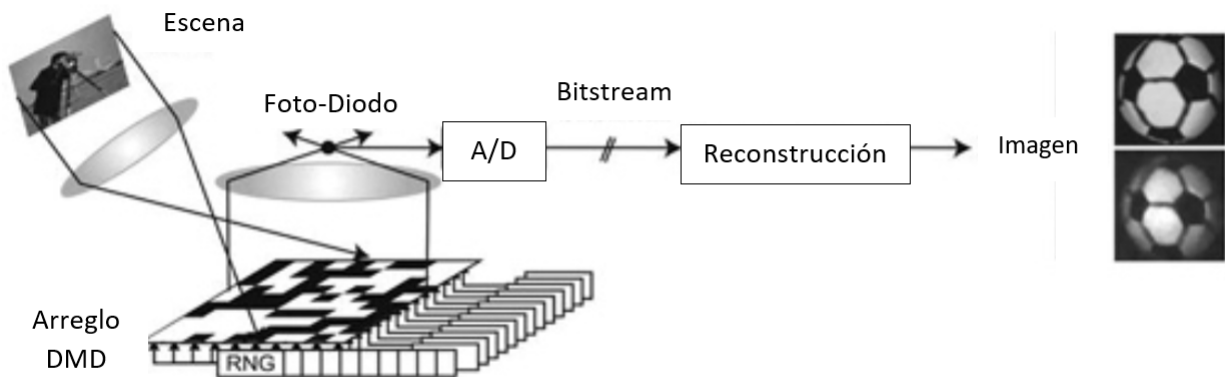 Escena
Foto-Diodo
Bitstream
A/D
Reconstrucción
Imagen
Arreglo
DMD
RNG